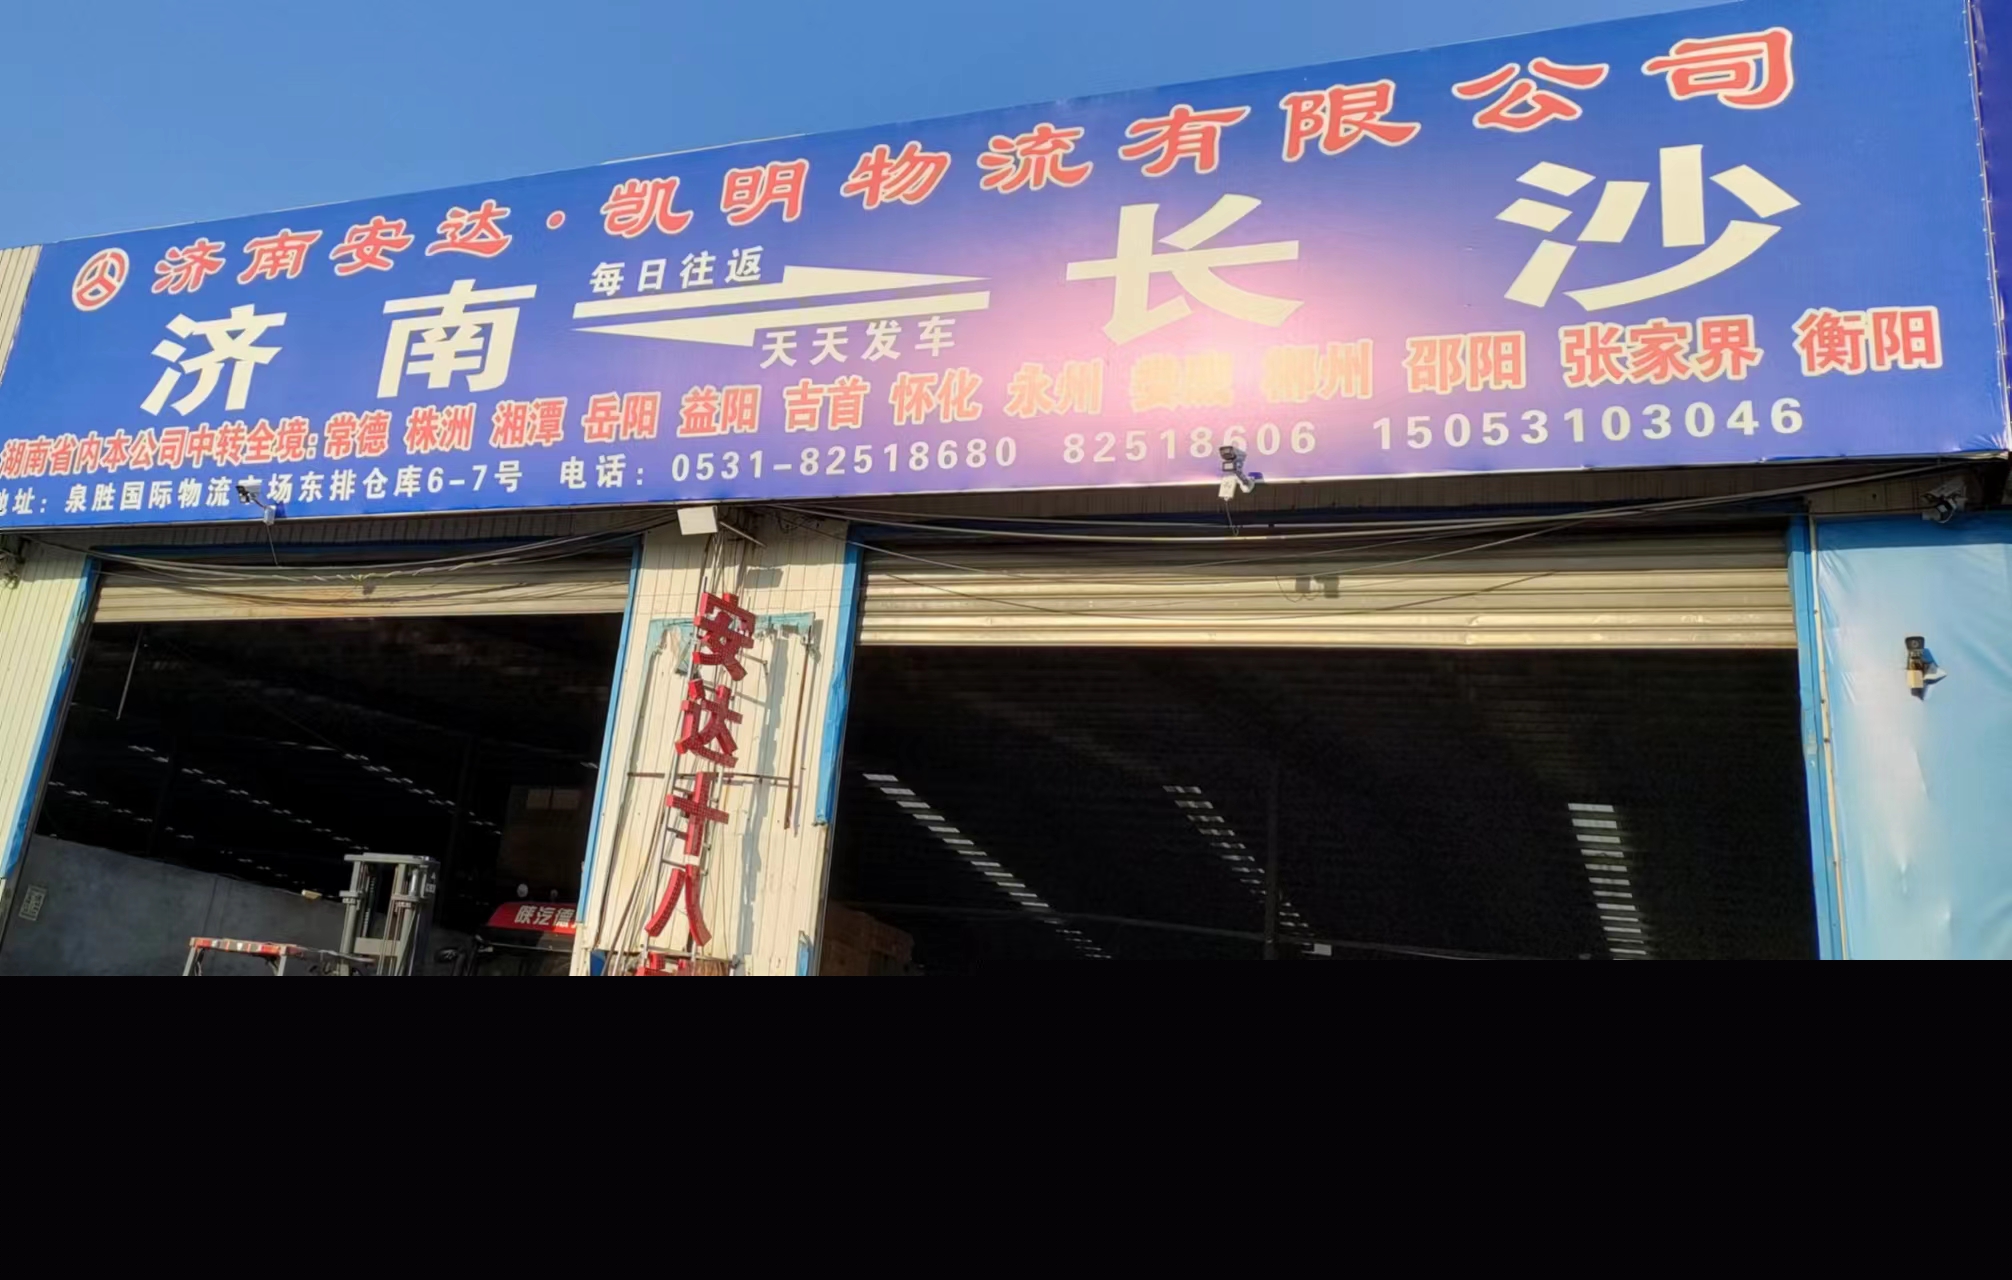 济南安达·凯明物流有限公司
济南 每日往返 长沙
天天发车
湖南省内本公司中转全境:常德 株洲 湘潭 岳阳 益阳 吉首 怀化 永州 娄底 郴州 邵阳 张家界 衡阳
地址：泉胜国际物流市场东排仓库6-7号 电话：0531-82518680 82518606 15053103046
安达十八
陕汽德